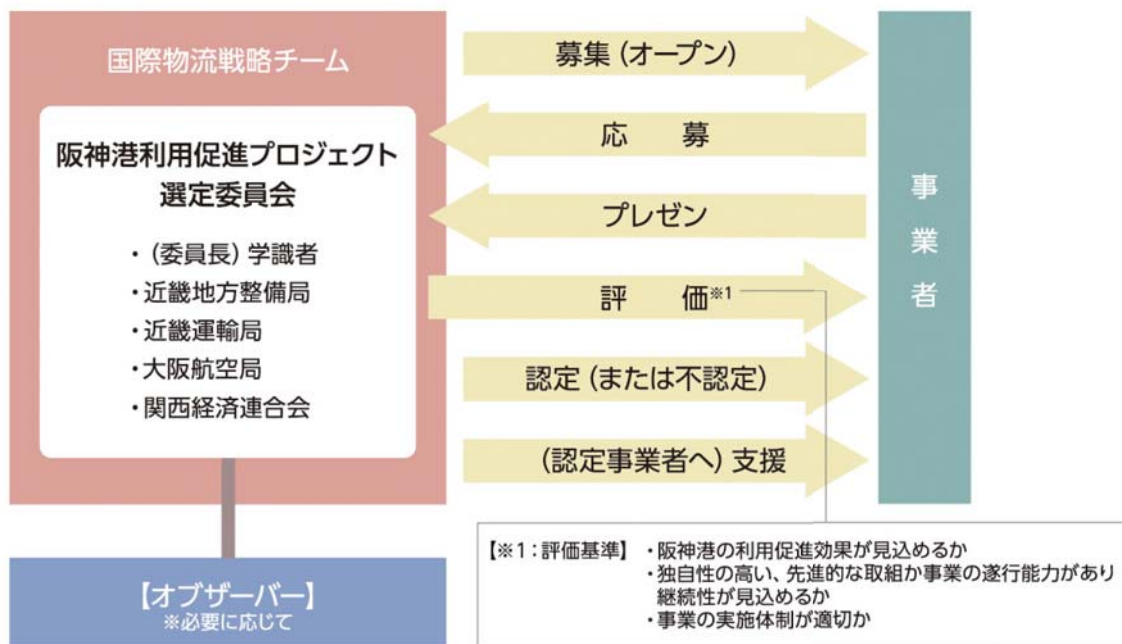 国際物流戦略チーム
阪神港利用促進プロジェクト
選定委員会
・(委員長)学識者
・近畿地方整備局
・近畿運輸局
・大阪航空局
・関西経済連合会
【オブザーバー】
※必要に応じて
募集(オープン)
応 募
プレゼン
評 価※1
認定(または不認定)
(認定事業者へ)支援
事業者
【※1:評価基準】 ・阪神港の利用促進効果が見込めるか
・独自性の高い、先進的な取組か事業の遂行能力があり
継続性が見込めるか
・事業の実施体制が適切か